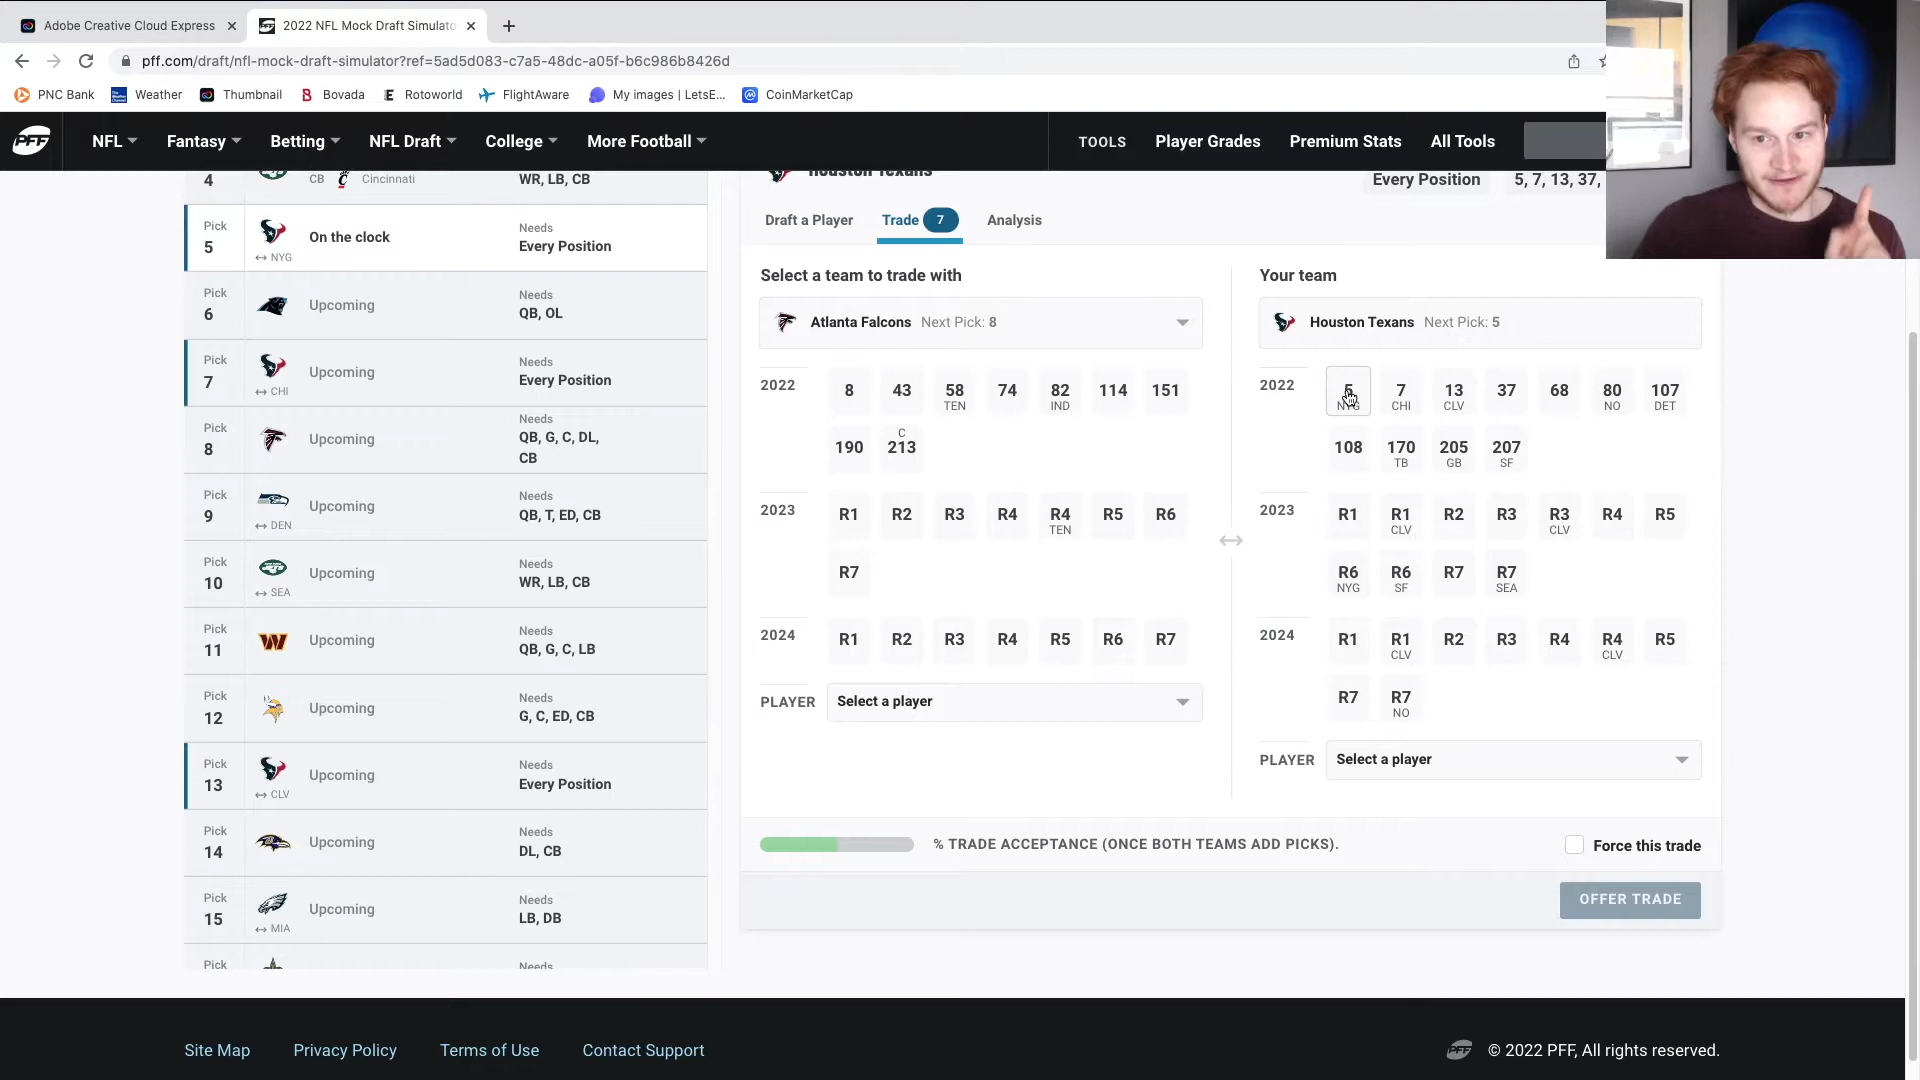 Adobe Creative Cloud Express
2022 NFL Mock Draft Simulato
pff.com/draft/nfl-mock-draft-simulator?ref=5ad5d083-c7a5-48dc-a05f-b6c986b8426d
PNC Bank Weather Thumbnail Bovada Rotoworld FlightAware My images | LetsE... CoinMarketCap
PFF NFL Fantasy Betting NFL Draft College More Football TOOLS Player Grades Premium Stats All Tools
4 CB Cincinnati WR, LB, CB
Pick 5 NYG On the clock Needs Every Position
Pick 6 Upcoming Needs QB, OL
Pick 7 CHI Upcoming Needs Every Position
Pick 8 Upcoming Needs QB, G, C, DL, CB
Pick 9 DEN Upcoming Needs QB, T, ED, CB
Pick 10 SEA Upcoming Needs WR, LB, CB
Pick 11 Upcoming Needs QB, G, C, LB
Pick 12 Upcoming Needs G, C, ED, CB
Pick 13 CLV Upcoming Needs Every Position
Pick 14 Upcoming Needs DL, CB
Pick 15 MIA Upcoming Needs LB, DB
Pick Needs
Houston Texans Every Position 5, 7, 13, 37,
Draft a Player Trade 7 Analysis
Select a team to trade with
Atlanta Falcons Next Pick: 8
2022 8 43 58 TEN 74 82 IND 114 151
190 C 213
2023 R1 R2 R3 R4 R4 TEN R5 R6
R7
2024 R1 R2 R3 R4 R5 R6 R7
PLAYER Select a player
Your team
Houston Texans Next Pick: 5
2022 5 NYG 7 CHI 13 CLV 37 68 80 NO 107 DET
108 170 TB 205 GB 207 SF
2023 R1 R1 CLV R2 R3 R3 CLV R4 R5
R6 NYG R6 SF R7 R7 SEA
2024 R1 R1 CLV R2 R3 R4 R4 CLV R5
R7 R7 NO
PLAYER Select a player
% TRADE ACCEPTANCE (ONCE BOTH TEAMS ADD PICKS).
Force this trade
OFFER TRADE
Site Map Privacy Policy Terms of Use Contact Support
PFF © 2022 PFF, All rights reserved.